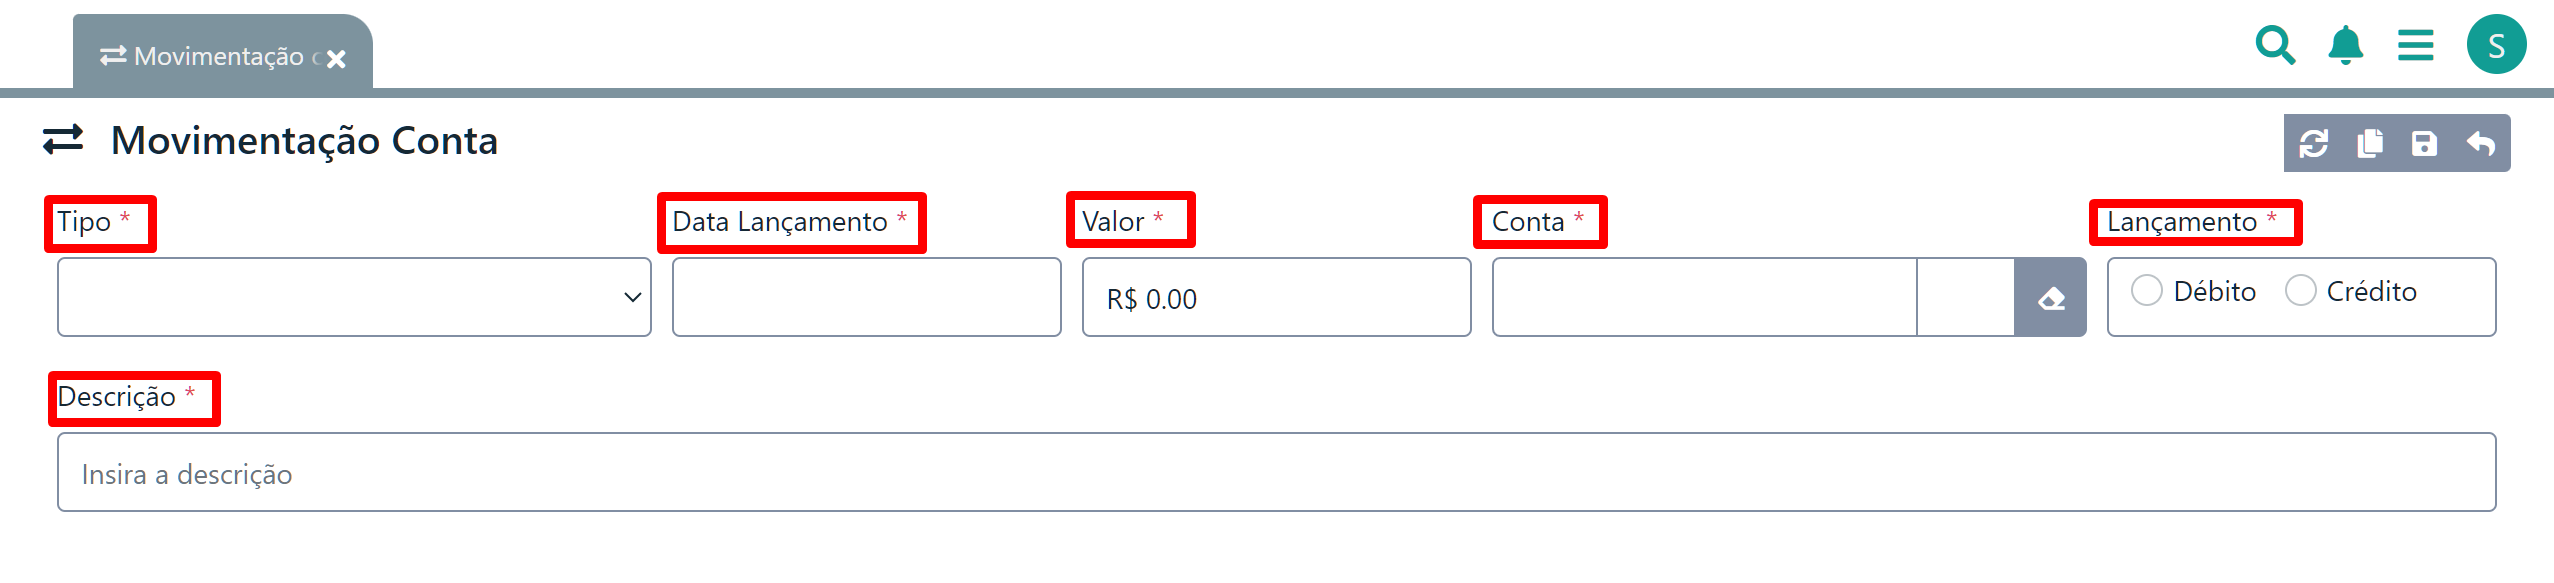 Movimentação c
S
Movimentação Conta
Tipo *
Data Lançamento *
Valor *
Conta *
Lançamento *
R$ 0.00
Débito
Crédito
Descrição *
Insira a descrição